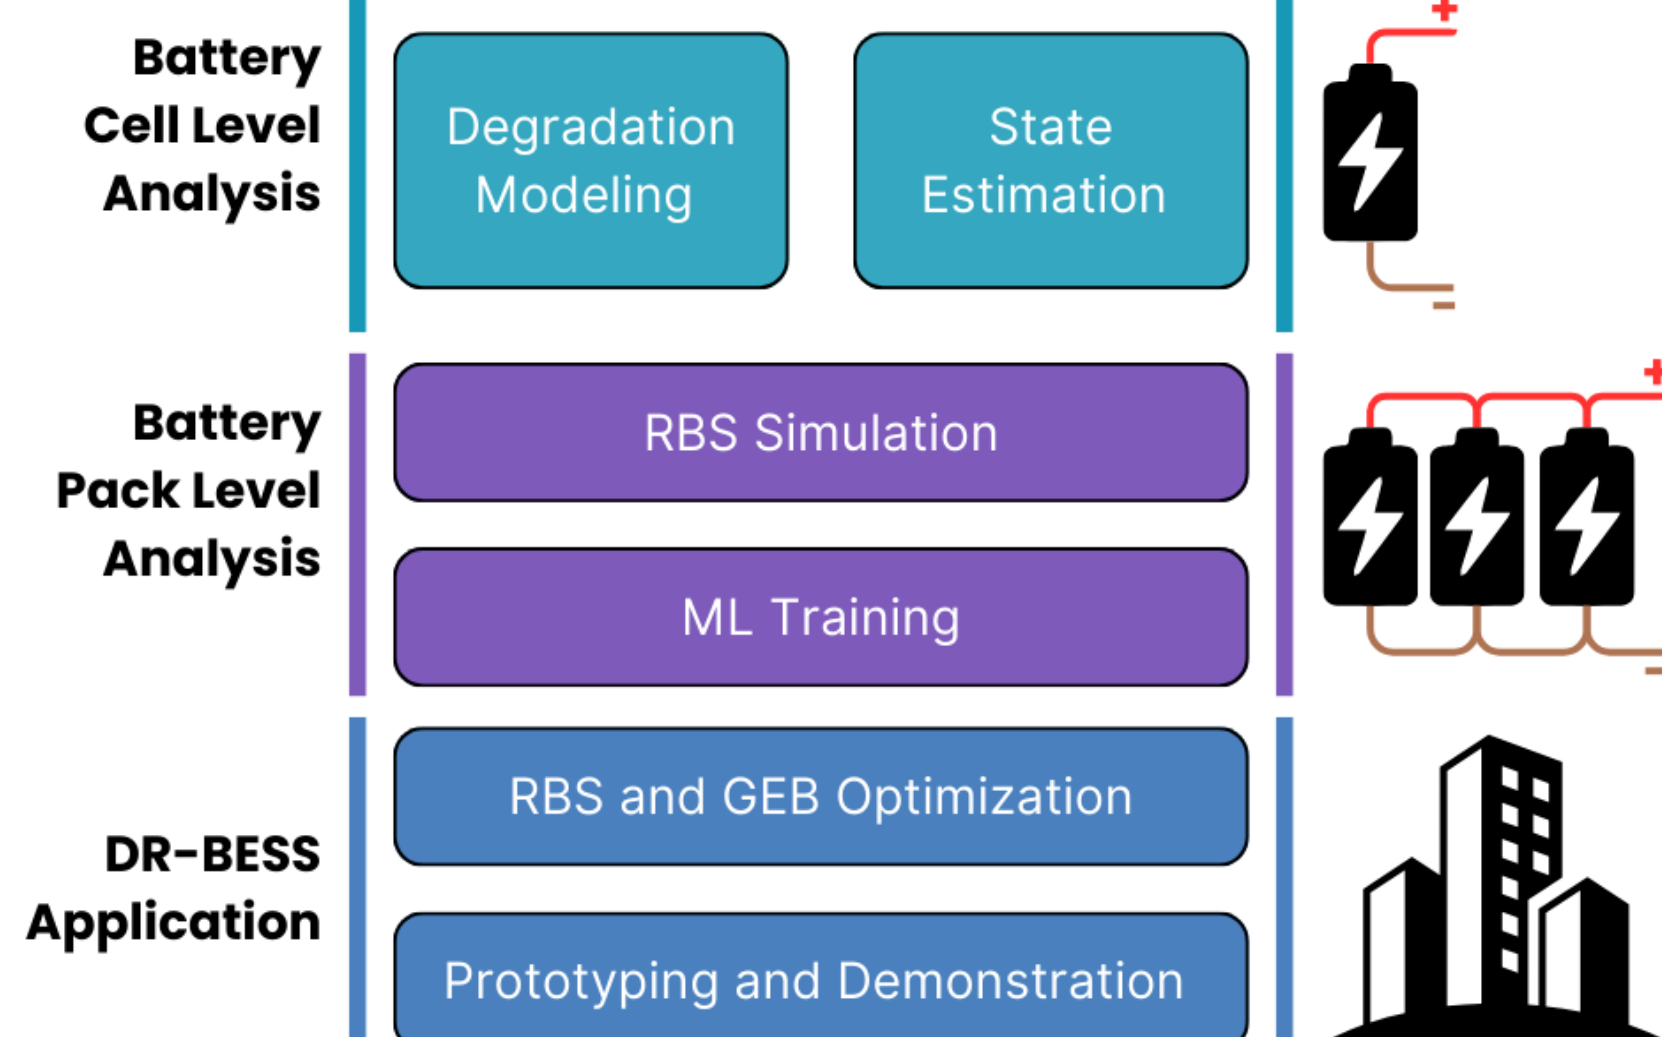 Battery
Cell Level
Analysis
Degradation
Modeling
State
Estimation
+
-
Battery
Pack Level
Analysis
RBS Simulation
ML Training
+
-
DR-BESS
Application
RBS and GEB Optimization
Prototyping and Demonstration